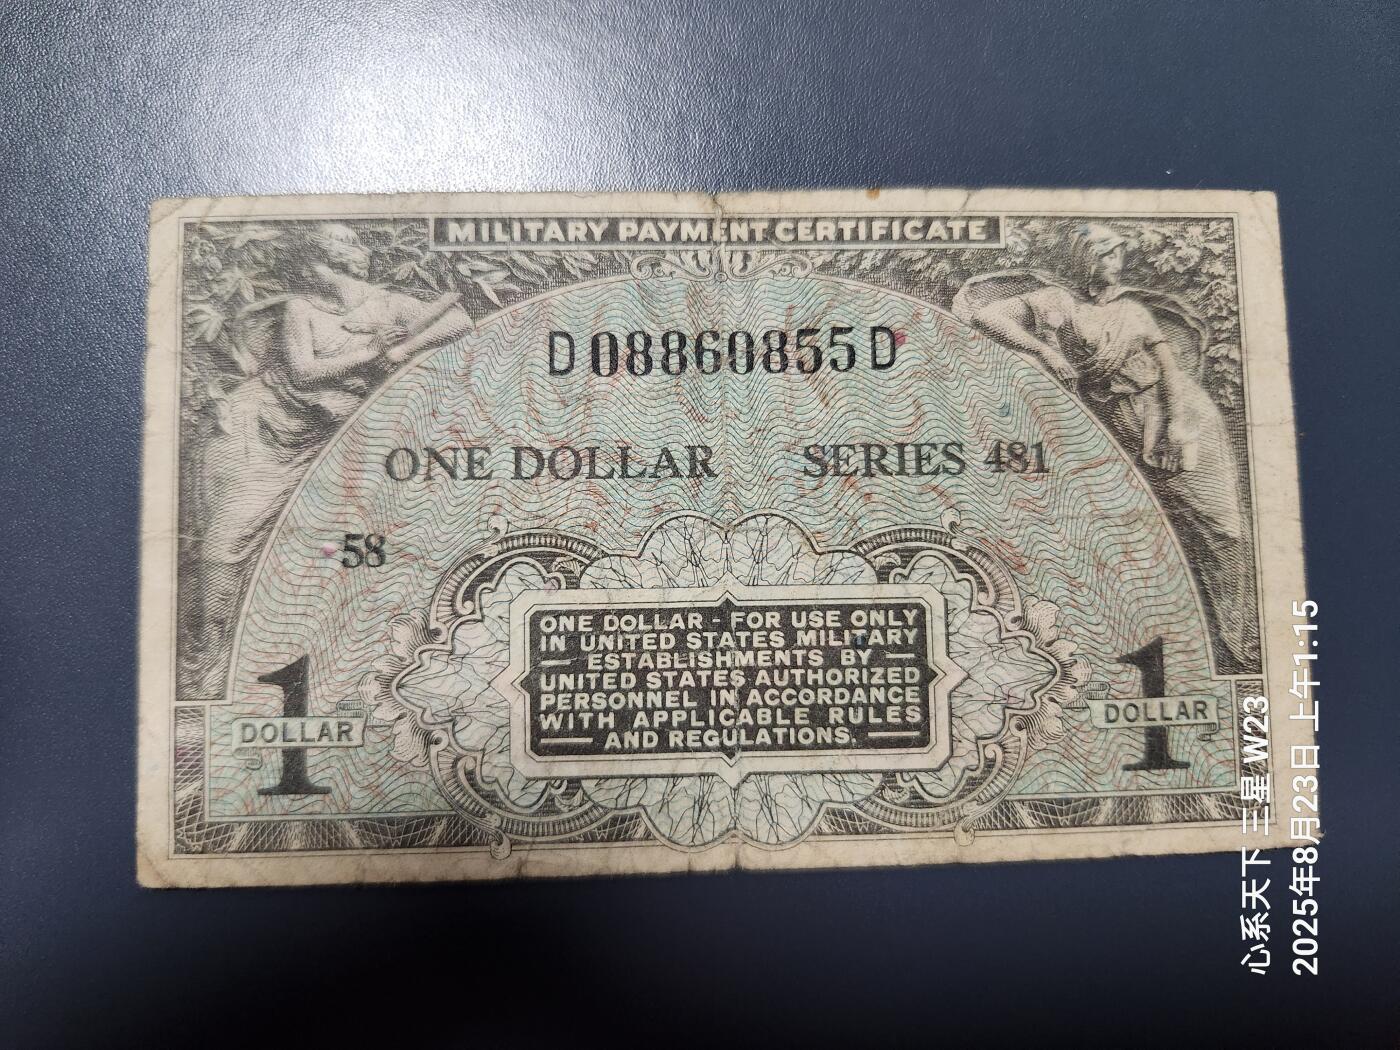 MILITARY PAYMENT CERTIFICATE
D08860855D
ONE DOLLAR SERIES 481
58
ONE DOLLAR - FOR USE ONLY
IN UNITED STATES MILITARY
ESTABLISHMENTS BY
UNITED STATES AUTHORIZED
PERSONNEL IN ACCORDANCE
WITH APPLICABLE RULES
AND REGULATIONS.
1
DOLLAR
1
DOLLAR
心系天下 三星 W23
2025年8月23日 上午1:15